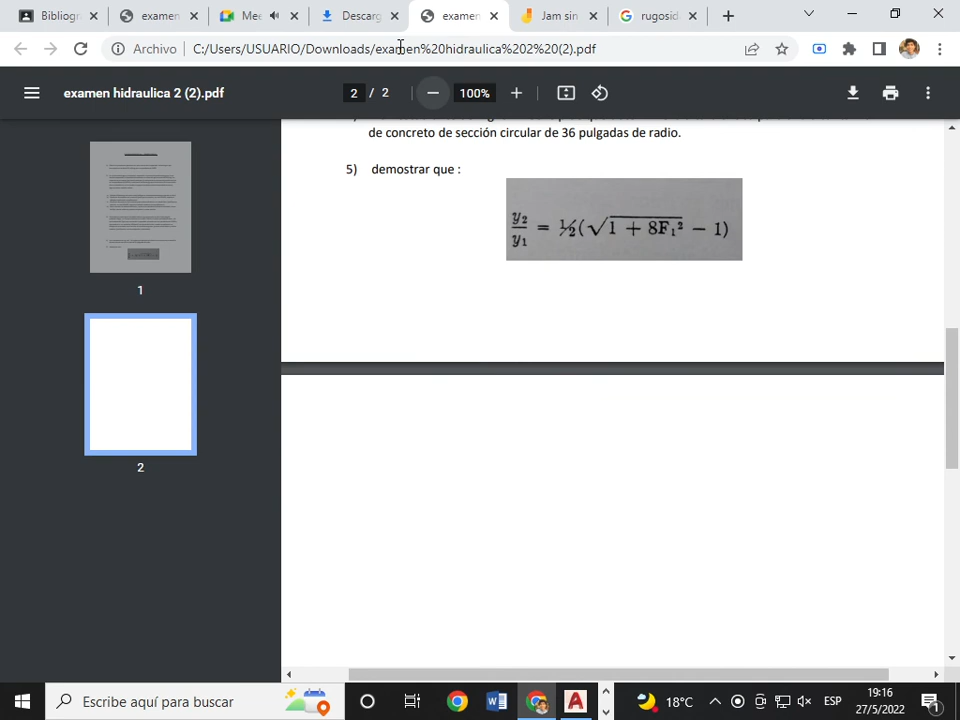 Bibliogr
examen
Mee
Descarg
examen
Jam sin
rugosid
Archivo
C:/Users/USUARIO/Downloads/examen%20hidraulica%202%20(2).pdf
examen hidraulica 2 (2).pdf
2 / 2
100%
de concreto de sección circular de 36 pulgadas de radio.
5) demostrar que :
y₂/y₁ = ½(√1 + 8F₁² − 1)
1
2
Escribe aquí para buscar
18°C
ESP
19:16
27/5/2022
1